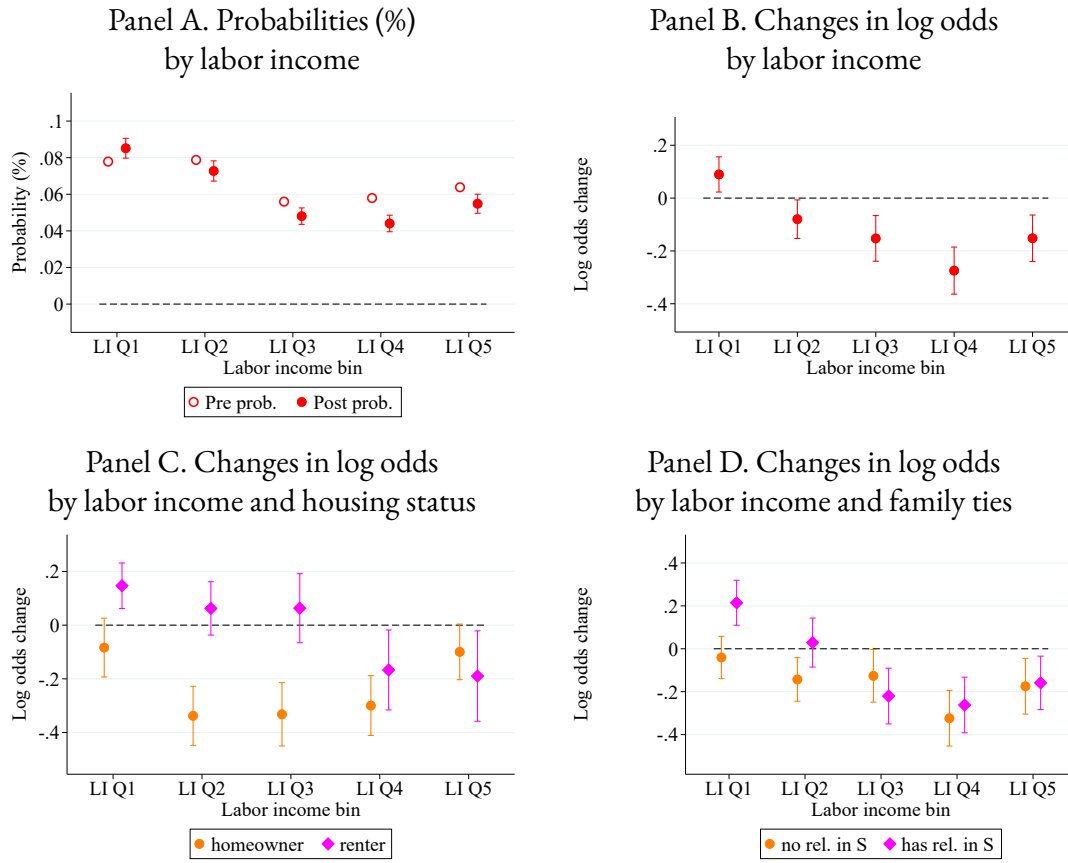 Panel A. Probabilities (%)
by labor income
Probability (%)
.1
.08
.06
.04
.02
0
LI Q1 LI Q2 LI Q3 LI Q4 LI Q5
Labor income bin
Pre prob. Post prob.
Panel B. Changes in log odds
by labor income
Log odds change
.2
0
-.2
-.4
LI Q1 LI Q2 LI Q3 LI Q4 LI Q5
Labor income bin
Panel C. Changes in log odds
by labor income and housing status
Log odds change
.2
0
-.2
-.4
LI Q1 LI Q2 LI Q3 LI Q4 LI Q5
Labor income bin
homeowner renter
Panel D. Changes in log odds
by labor income and family ties
Log odds change
.4
.2
0
-.2
-.4
LI Q1 LI Q2 LI Q3 LI Q4 LI Q5
Labor income bin
no rel. in S has rel. in S